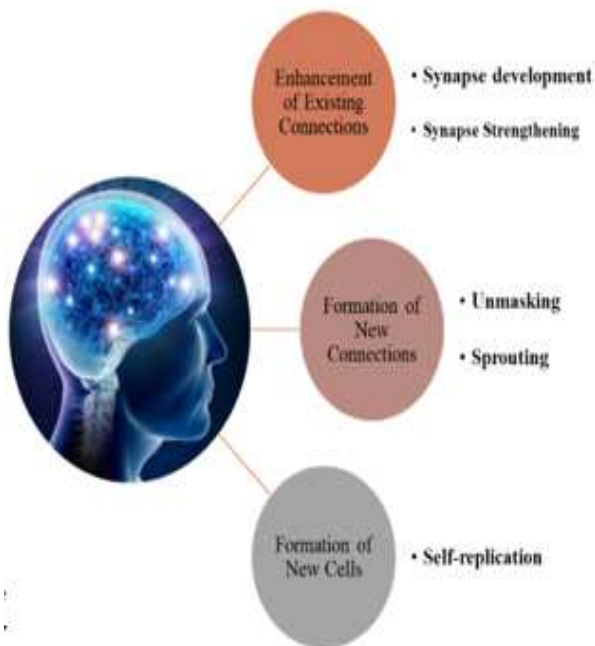 Enhancement
of Existing
Connections
• Synapse development
• Synapse Strengthening
Formation of
New
Connections
• Unmasking
• Sprouting
Formation of
New Cells
• Self-replication